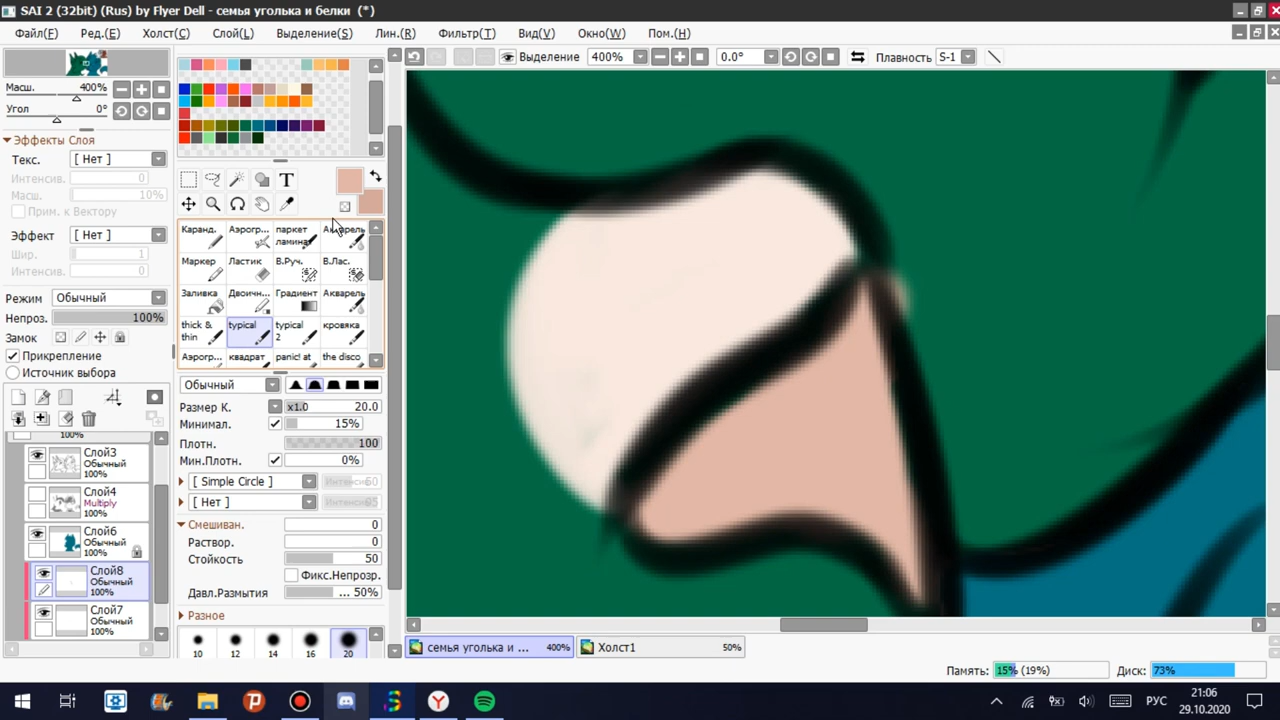 SAI 2 (32bit) (Rus) by Flyer Dell - семья уголька и белки (*)
Файл(F) Ред.(E) Холст(C) Слой(L) Выделение(S) Лин.(R) Фильтр(T) Вид(V) Окно(W) Пом.(H)
Выделение 400% 0.0° Плавность S-1
Масш. 400%
Угол 0°
Эффекты Слоя
Текс. [ Нет ]
Интенсив. 0
Масш. 10%
Прим. к Вектору
Эффект [ Нет ]
Шир. 1
Интенсив. 0
Режим Обычный
Непроз. 100%
Замок
Прикрепление
Источник выбора
100%
Слой3
Обычный
100%
Слой4
Multiply
100%
Слой6
Обычный
100%
Слой8
Обычный
100%
Слой7
Обычный
100%
T
Каранд. Аэрогр... паркет ламинат Акварель
Маркер Ластик В.Руч. В.Лас.
Заливка Двоичн... Градиент Акварель
thick & thin typical typical 2 кровяка
Аэрогр... квадрат panic! at the disco
Обычный
Размер К. x1.0 20.0
Минимал. 15%
Плотн. 100
Мин.Плотн. 0%
[ Simple Circle ]
[ Нет ]
Смешиван. 0
Раствор. 0
Стойкость 50
Фикс.Непрозр.
Давл.Размытия ... 50%
Разное
10 12 14 16 20
семья уголька и ... 400% Холст1 50%
Память: 15% (19%) Диск: 73%
РУС
21:06
29.10.2020